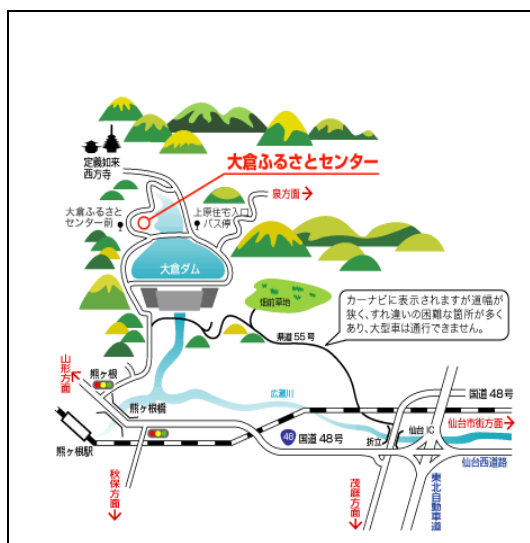 定義如来
西方寺
大倉ふるさとセンター
泉方面
大倉ふるさと
センター前
上原住宅入口
バス停
大倉ダム
畑前草地
カーナビに表示されますが道幅が
狭く、すれ違いの困難な箇所が多く
あり、大型車は通行できません。
県道55号
山形方面
熊ヶ根
熊ヶ根橋
広瀬川
国道48号
仙台市街方面
熊ヶ根駅
48
国道48号
折立
仙台IC
仙台西道路
秋保方面
茂庭方面
東北自動車道